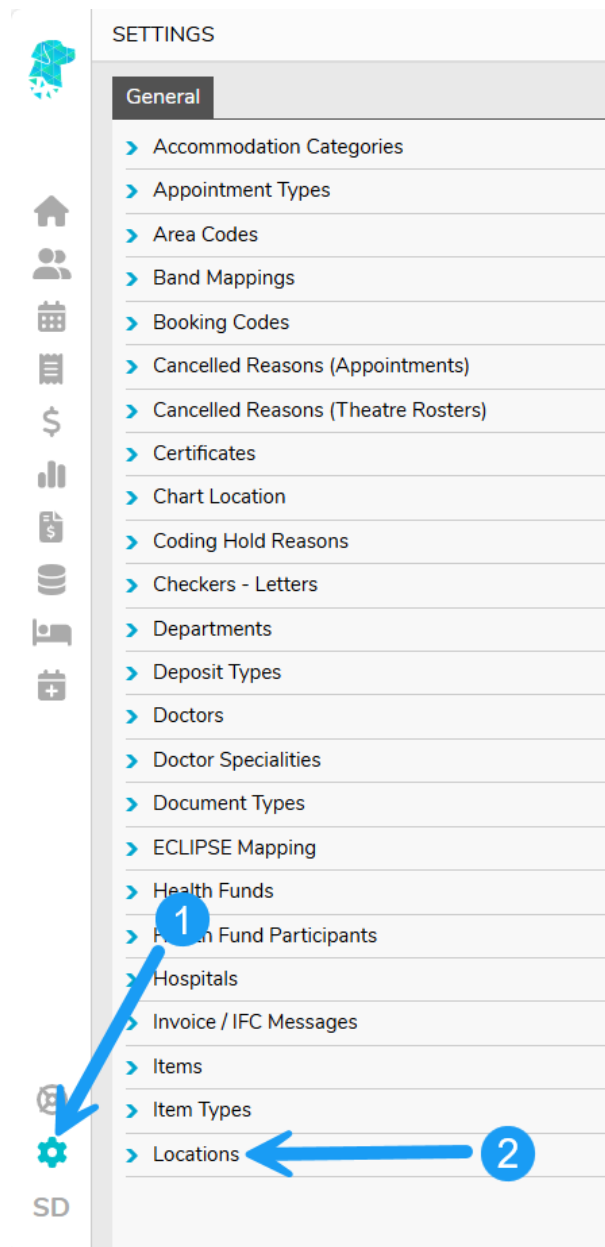 SETTINGS
General
Accommodation Categories
Appointment Types
Area Codes
Band Mappings
Booking Codes
Cancelled Reasons (Appointments)
Cancelled Reasons (Theatre Rosters)
Certificates
Chart Location
Coding Hold Reasons
Checkers - Letters
Departments
Deposit Types
Doctors
Doctor Specialities
Document Types
ECLIPSE Mapping
Health Funds
1
Fund Participants
Hospitals
Invoice / IFC Messages
Items
Item Types
Locations
2
SD